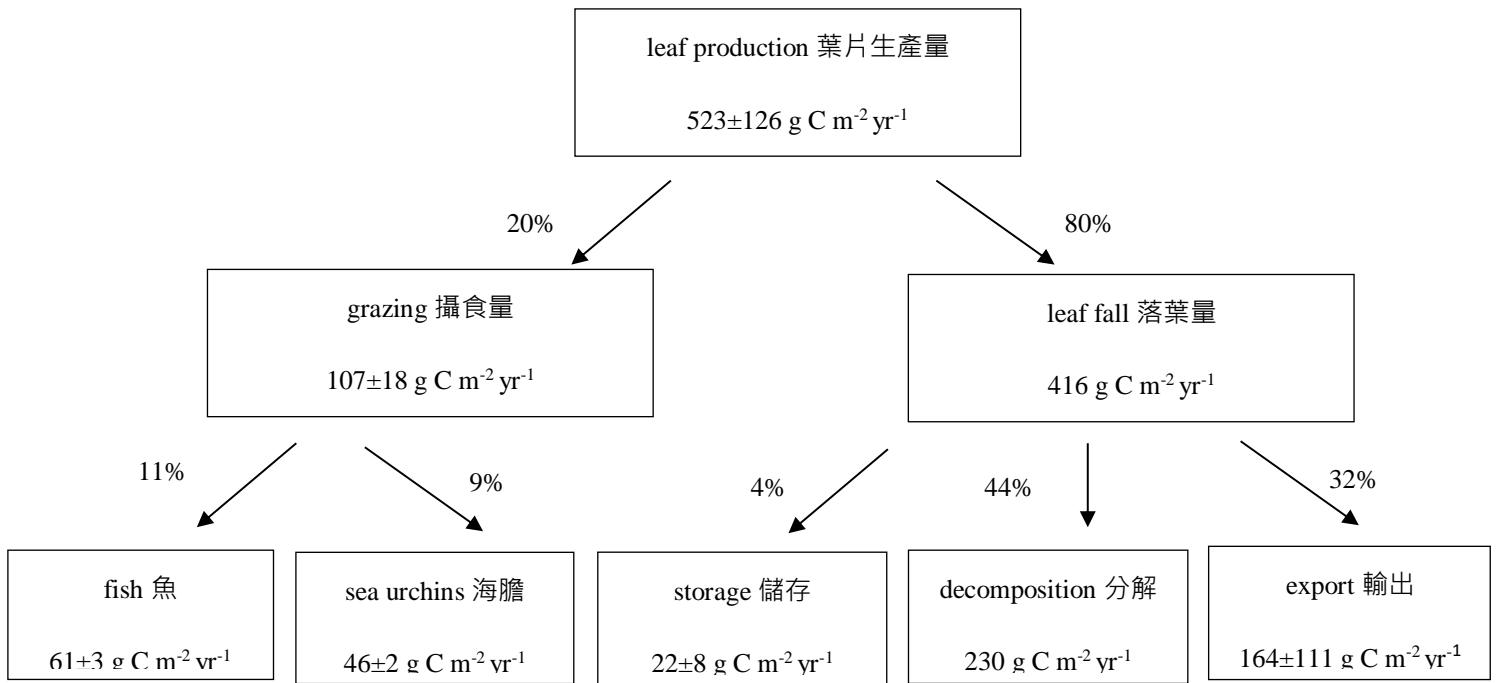 leaf production 葉片生產量
523±126 g C m⁻² yr⁻¹
20%
80%
grazing 攝食量
107±18 g C m⁻² yr⁻¹
leaf fall 落葉量
416 g C m⁻² yr⁻¹
11%
9%
4%
44%
32%
fish 魚
61±3 g C m⁻² yr⁻¹
sea urchins 海膽
46±2 g C m⁻² yr⁻¹
storage 儲存
22±8 g C m⁻² yr⁻¹
decomposition 分解
230 g C m⁻² yr⁻¹
export 輸出
164±111 g C m⁻² yr⁻¹